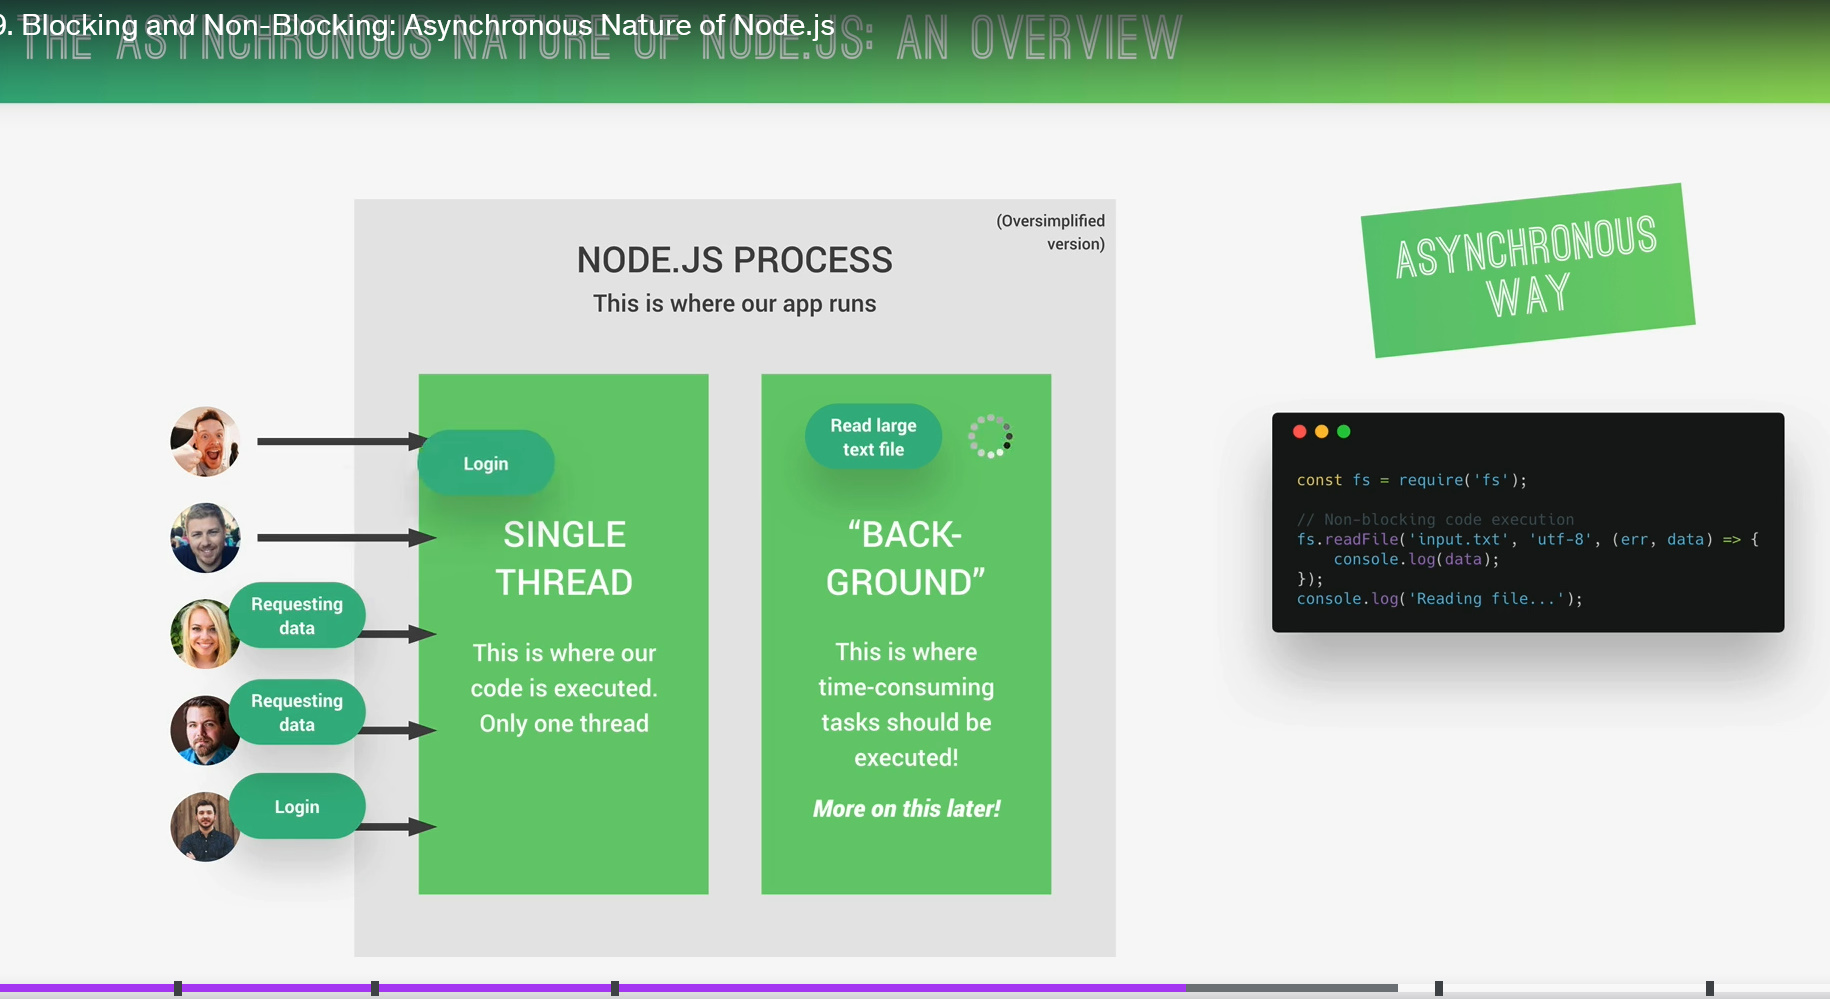 9. Blocking and Non-Blocking: Asynchronous Nature of Node.js
THE ASYNCHRONOUS NATURE OF NODE.JS: AN OVERVIEW
(Oversimplified
version)
NODE.JS PROCESS
This is where our app runs
ASYNCHRONOUS
WAY
Login
Requesting
data
Requesting
data
Login
SINGLE
THREAD
This is where our
code is executed.
Only one thread
Read large
text file
“BACK-
GROUND”
This is where
time-consuming
tasks should be
executed!
More on this later!
const fs = require('fs');
// Non-blocking code execution
fs.readFile('input.txt', 'utf-8', (err, data) => {
    console.log(data);
});
console.log('Reading file...');